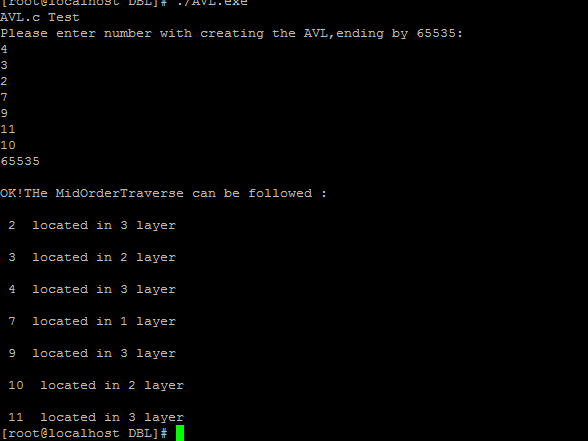 [root@localhost DBL]# ./AVL.exe
AVL.c Test
Please enter number with creating the AVL,ending by 65535:
4
3
2
7
9
11
10
65535
OK!THe MidOrderTraverse can be followed :
2  located in 3 layer
3  located in 2 layer
4  located in 3 layer
7  located in 1 layer
9  located in 3 layer
10  located in 2 layer
11  located in 3 layer
[root@localhost DBL]#